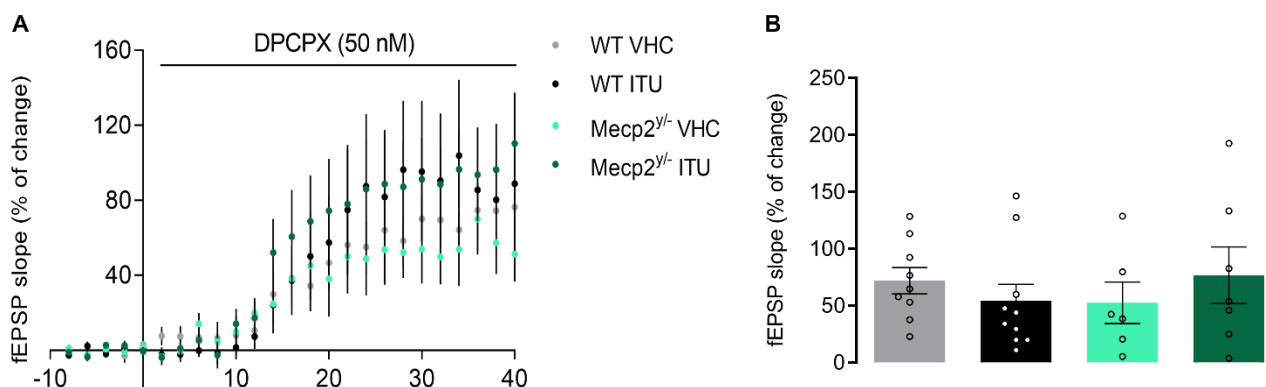 A
fEPSP slope (% of change)
160
120
80
40
-10
10
20
30
40
DPCPX (50 nM)
WT VHC
WT ITU
Mecp2y/- VHC
Mecp2y/- ITU
B
fEPSP slope (% of change)
250
200
150
100
50
0